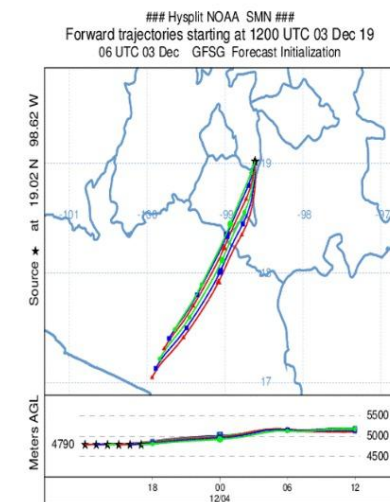 ### Hysplit NOAA SMN ###
Forward trajectories starting at 1200 UTC 03 Dec 19
06 UTC 03 Dec GFSG Forecast Initialization
Source ★ at 19.02 N 98.62 W
19
-101 -100 -99 -98 -97
18
17
Meters AGL
4790
5500
5000
4500
18 00 06 12
12/04